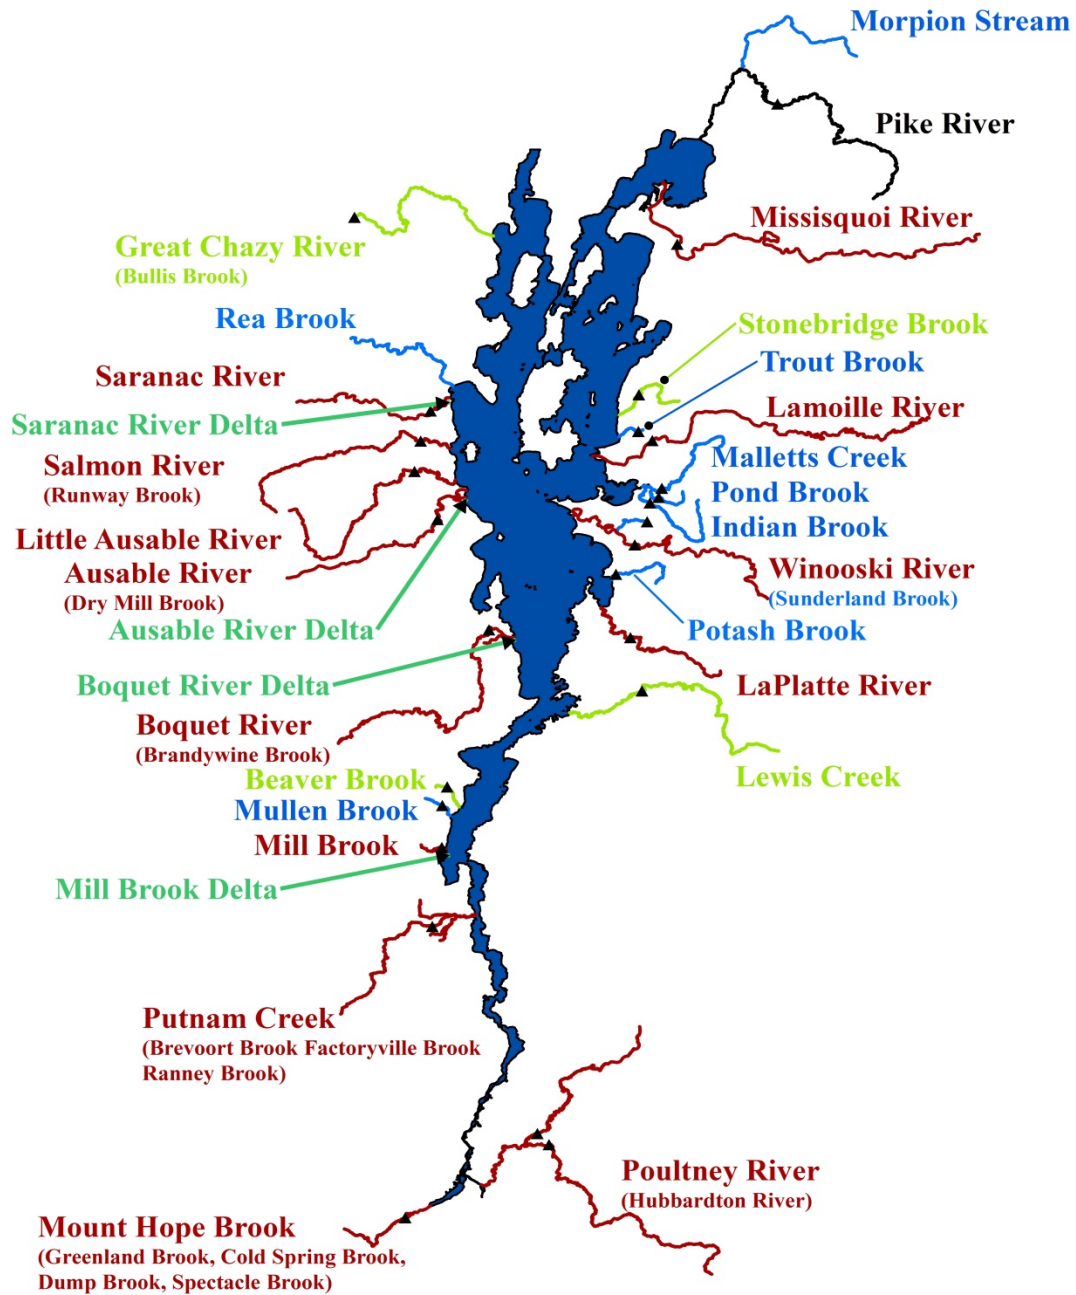 Morpion Stream
Pike River
Missisquoi River
Great Chazy River
(Bullis Brook)
Rea Brook
Stonebridge Brook
Trout Brook
Saranac River
Lamoille River
Saranac River Delta
Malletts Creek
Salmon River
(Runway Brook)
Pond Brook
Indian Brook
Little Ausable River
Ausable River
(Dry Mill Brook)
Winooski River
(Sunderland Brook)
Ausable River Delta
Potash Brook
Boquet River Delta
LaPlatte River
Boquet River
(Brandywine Brook)
Beaver Brook
Lewis Creek
Mullen Brook
Mill Brook
Mill Brook Delta
Putnam Creek
(Brevoort Brook Factoryville Brook
Ranney Brook)
Poultney River
(Hubbardton River)
Mount Hope Brook
(Greenland Brook, Cold Spring Brook,
Dump Brook, Spectacle Brook)